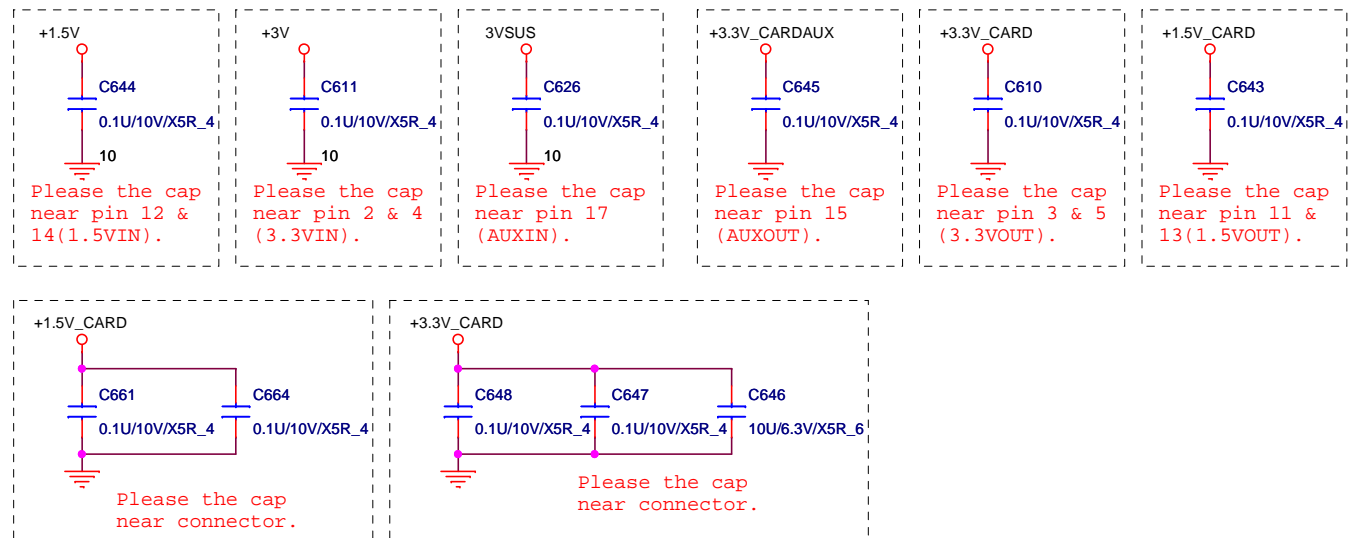 +1.5V
C644
0.1U/10V/X5R_4
10
Please the cap
near pin 12 &
14(1.5VIN).
+3V
C611
0.1U/10V/X5R_4
10
Please the cap
near pin 2 & 4
(3.3VIN).
3VSUS
C626
0.1U/10V/X5R_4
10
Please the cap
near pin 17
(AUXIN).
+3.3V_CARDAUX
C645
0.1U/10V/X5R_4
Please the cap
near pin 15
(AUXOUT).
+3.3V_CARD
C610
0.1U/10V/X5R_4
Please the cap
near pin 3 & 5
(3.3VOUT).
+1.5V_CARD
C643
0.1U/10V/X5R_4
Please the cap
near pin 11 &
13(1.5VOUT).
+1.5V_CARD
C661
0.1U/10V/X5R_4
C664
0.1U/10V/X5R_4
Please the cap
near connector.
+3.3V_CARD
C648
0.1U/10V/X5R_4
C647
0.1U/10V/X5R_4
C646
10U/6.3V/X5R_6
Please the cap
near connector.